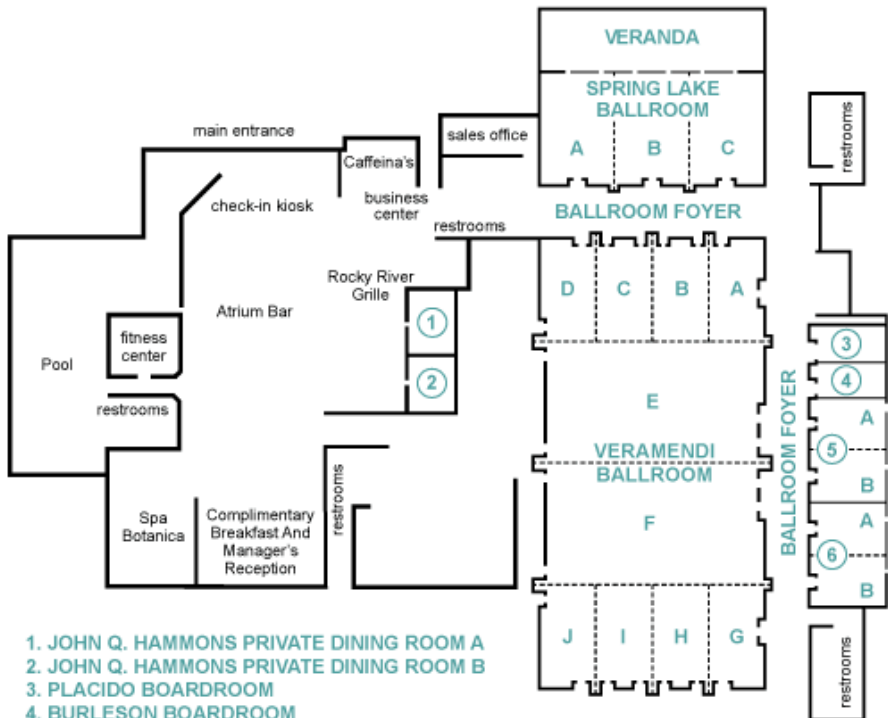 VERANDA
SPRING LAKE
BALLROOM
A B C
restrooms
main entrance
sales office
Caffeina's
business
center
check-in kiosk
restrooms
BALLROOM FOYER
Rocky River
Grille
Atrium Bar
D C B A
1
2
fitness
center
Pool
restrooms
E
VERAMENDI
BALLROOM
F
BALLROOM FOYER
3
4
A
5
B
A
6
B
Spa
Botanica
Complimentary
Breakfast And
Manager's
Reception
restrooms
J I H G
restrooms
1. JOHN Q. HAMMONS PRIVATE DINING ROOM A
2. JOHN Q. HAMMONS PRIVATE DINING ROOM B
3. PLACIDO BOARDROOM
4. BURLESON BOARDROOM